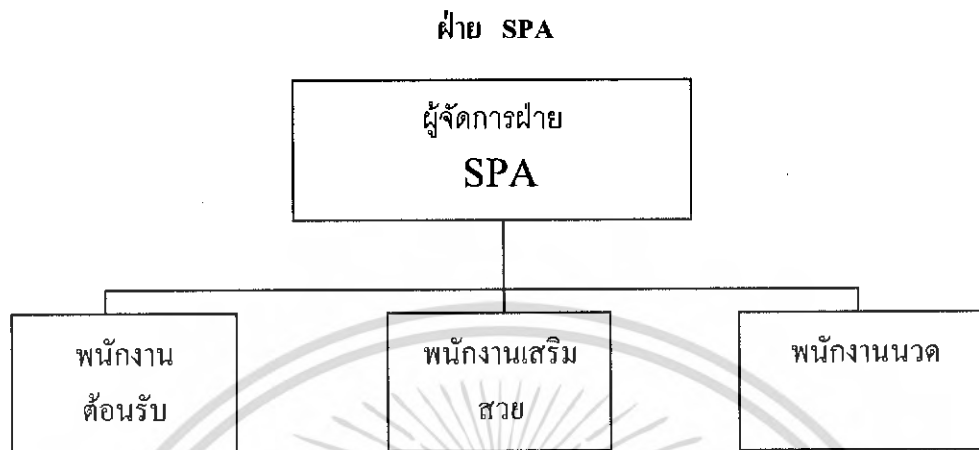 ฝ่าย SPA
ผู้จัดการฝ่าย
SPA
พนักงาน
ต้อนรับ
พนักงานเสริม
สวย
พนักงานนวด